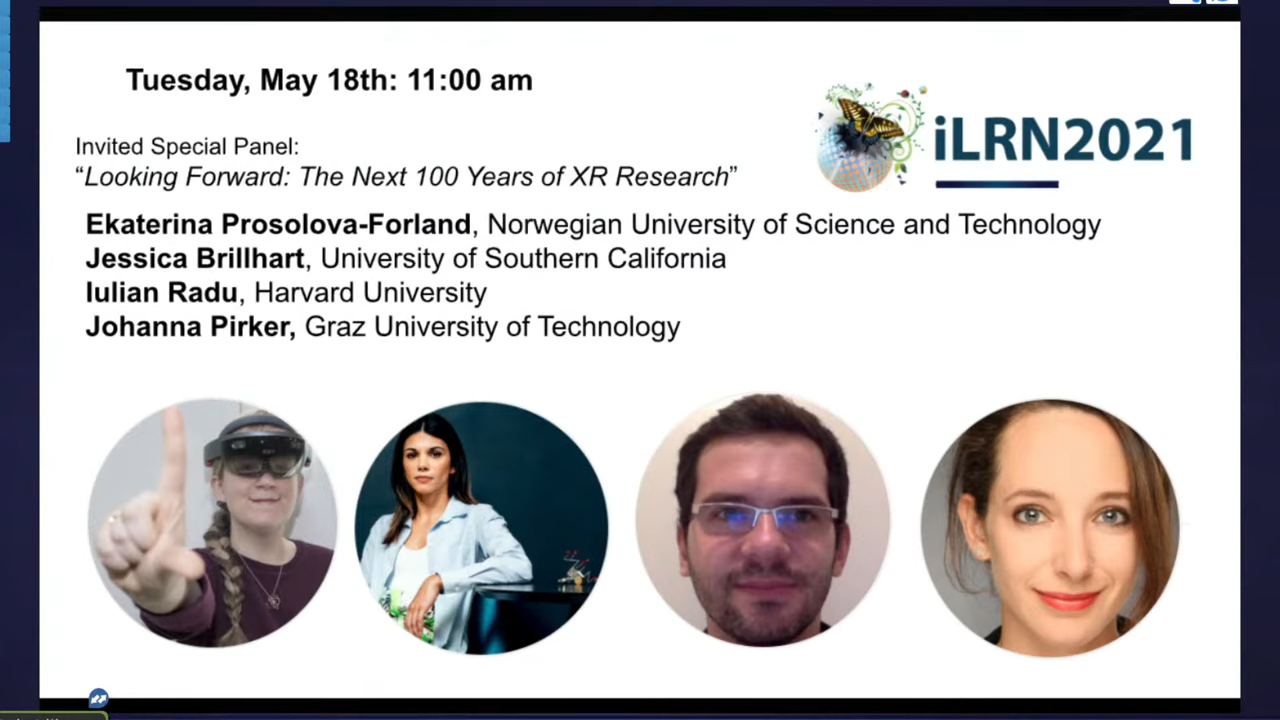 Tuesday, May 18th: 11:00 am
iLRN2021
Invited Special Panel:
“Looking Forward: The Next 100 Years of XR Research”
Ekaterina Prosolova-Forland, Norwegian University of Science and Technology
Jessica Brillhart, University of Southern California
Iulian Radu, Harvard University
Johanna Pirker, Graz University of Technology